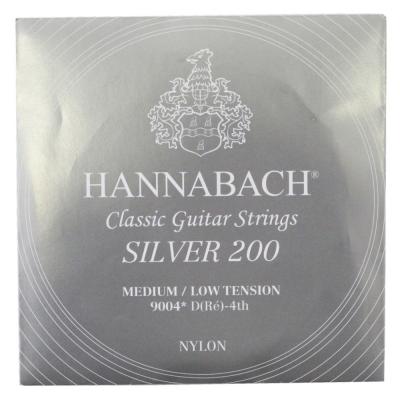 HANNABACH®
Classic Guitar Strings
SILVER 200
MEDIUM / LOW TENSION
9004* D(Ré)-4th
NYLON